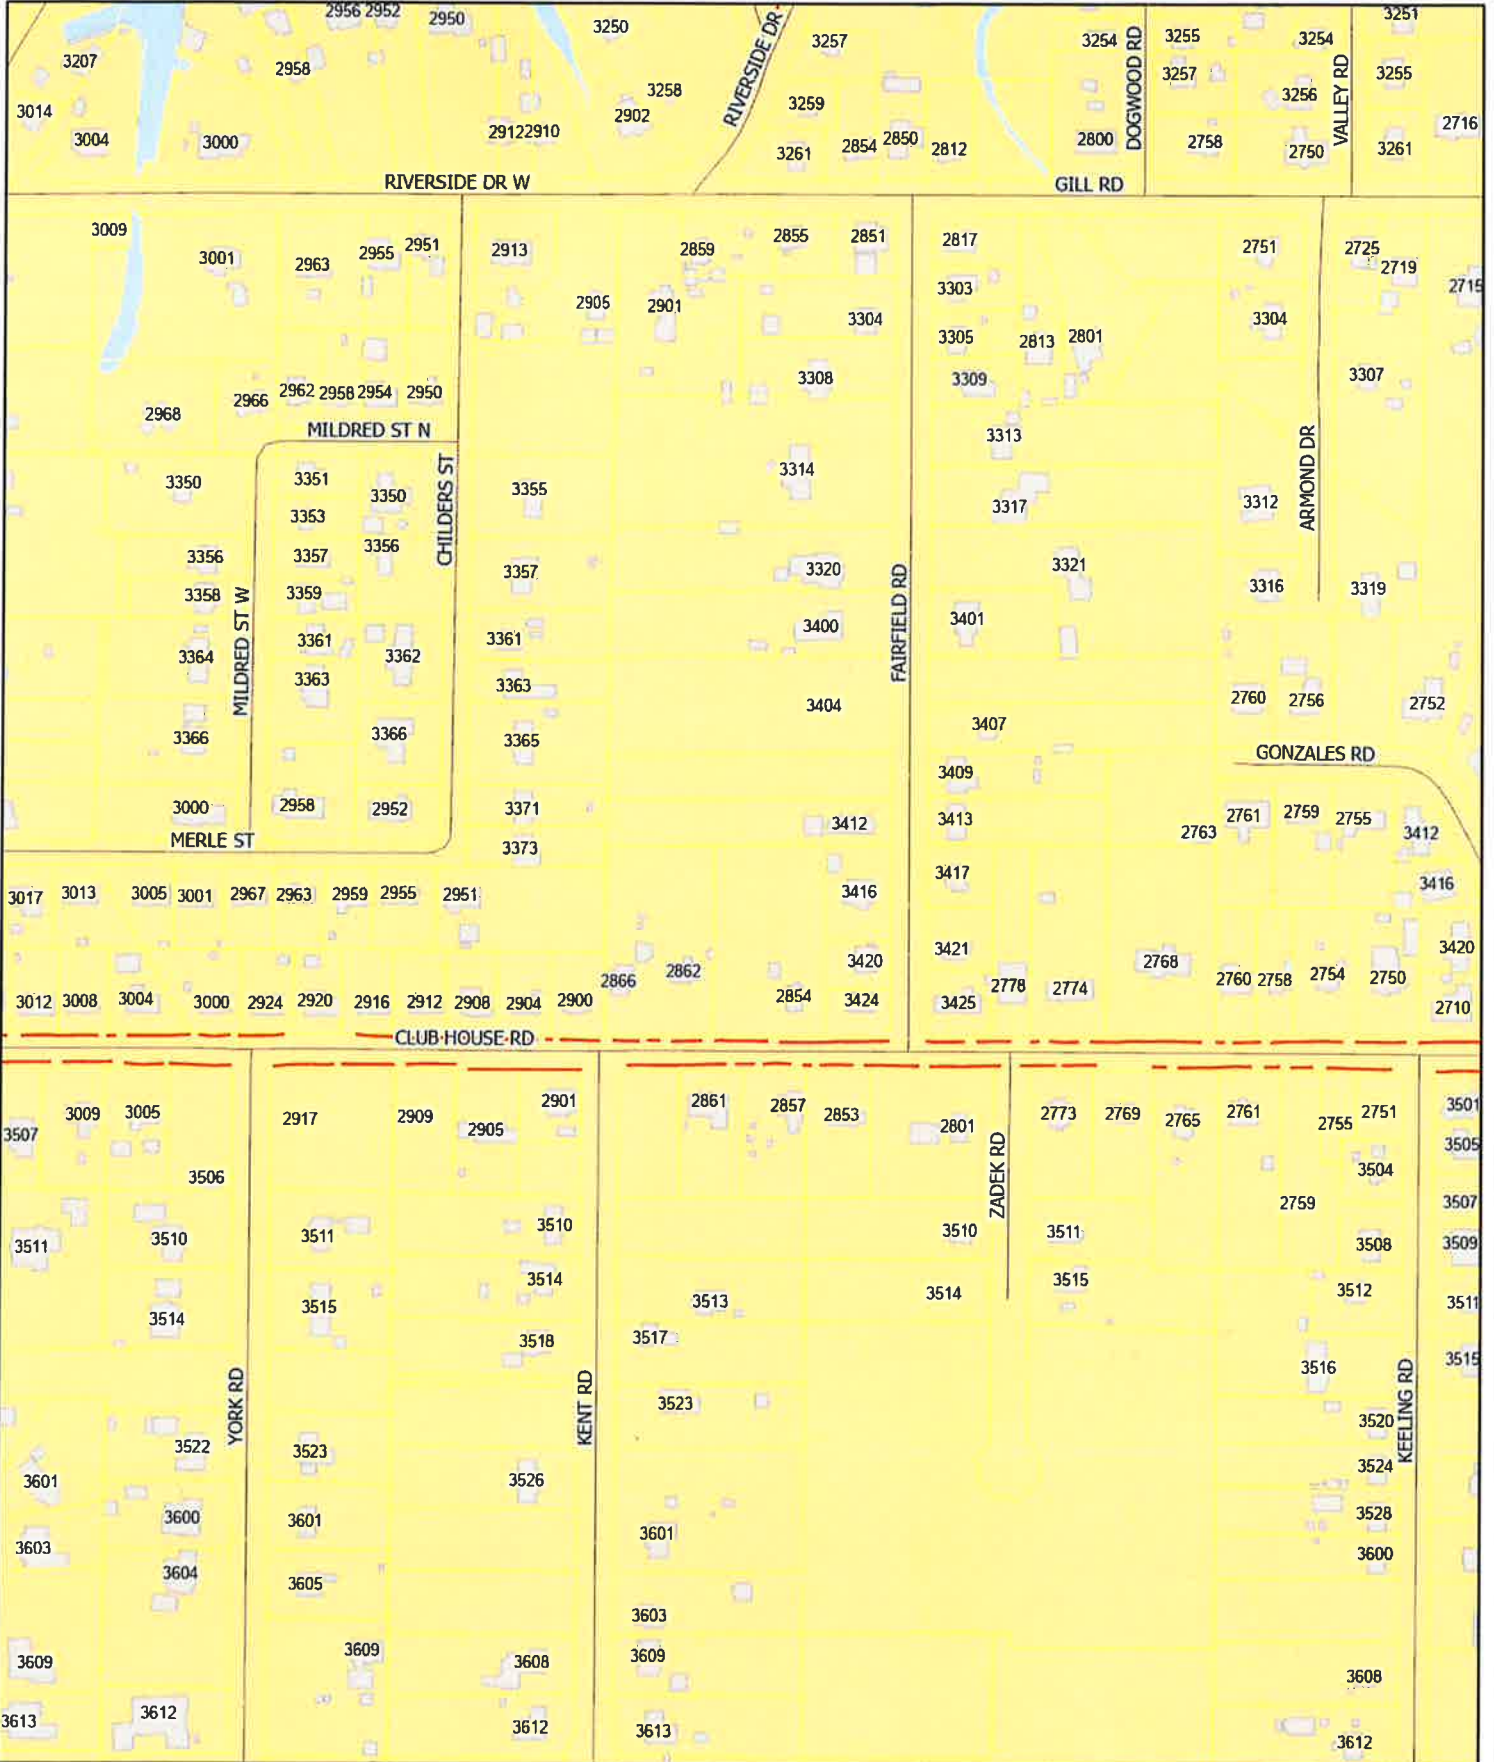 2956 2952 2950 3250 RIVERSIDE DR 3257 3254 DOGWOOD RD 3255 3254 VALLEY RD 3251
3207 2958 3258 3259 3257 3256 3255
3014 3004 3000 2912 2910 2902 3261 2854 2850 2812 2800 2758 2750 3261 2716
RIVERSIDE DR W GILL RD
3009 3001 2963 2955 2951 2913 2859 2855 2851 2817 2751 2725 2719
2905 2901 3304 3303 3304 2715
3305 2813 2801
2968 2966 2962 2958 2954 2950 3308 3309 3307
MILDRED ST N 3313 ARMOND DR
3350 3351 3350 CHILDERS ST 3355 3314
3353 3317 3312
3356 3357 3356 3357 3320 FAIRFIELD RD 3321
3358 MILDRED ST W 3359 3316 3319
3364 3361 3362 3361 3400 3401
3363 3363 3404 2760 2756 2752
3366 3366 3365 3407
GONZALES RD
3409
3000 2958 2952 3371 3412 3413 2763 2761 2759 2755 3412
MERLE ST 3373
3017 3013 3005 3001 2967 2963 2959 2955 2951 3416 3417 3416
2866 2862 3420 3421 2768 3420
3012 3008 3004 3000 2924 2920 2916 2912 2908 2904 2900 2854 3424 3425 2778 2774 2760 2758 2754 2750 2710
CLUB HOUSE RD
3507 3009 3005 2917 2909 2905 2901 2861 2857 2853 2801 2773 2769 2765 2761 2755 2751 3501
3505
3506 ZADEK RD 3504
2759 3507
3511 3510 3511 3510 3510 3511 3508 3509
3514 3515 3514 3513 3514 3515 3512 3511
3518 3517
YORK RD KENT RD 3516 KEELING RD 3515
3523 3520
3522 3523 3524
3601 3526
3600 3601 3601 3528
3603 3600
3604 3605
3603
3609 3609 3608 3609 3608
3613 3612 3612 3613 3612